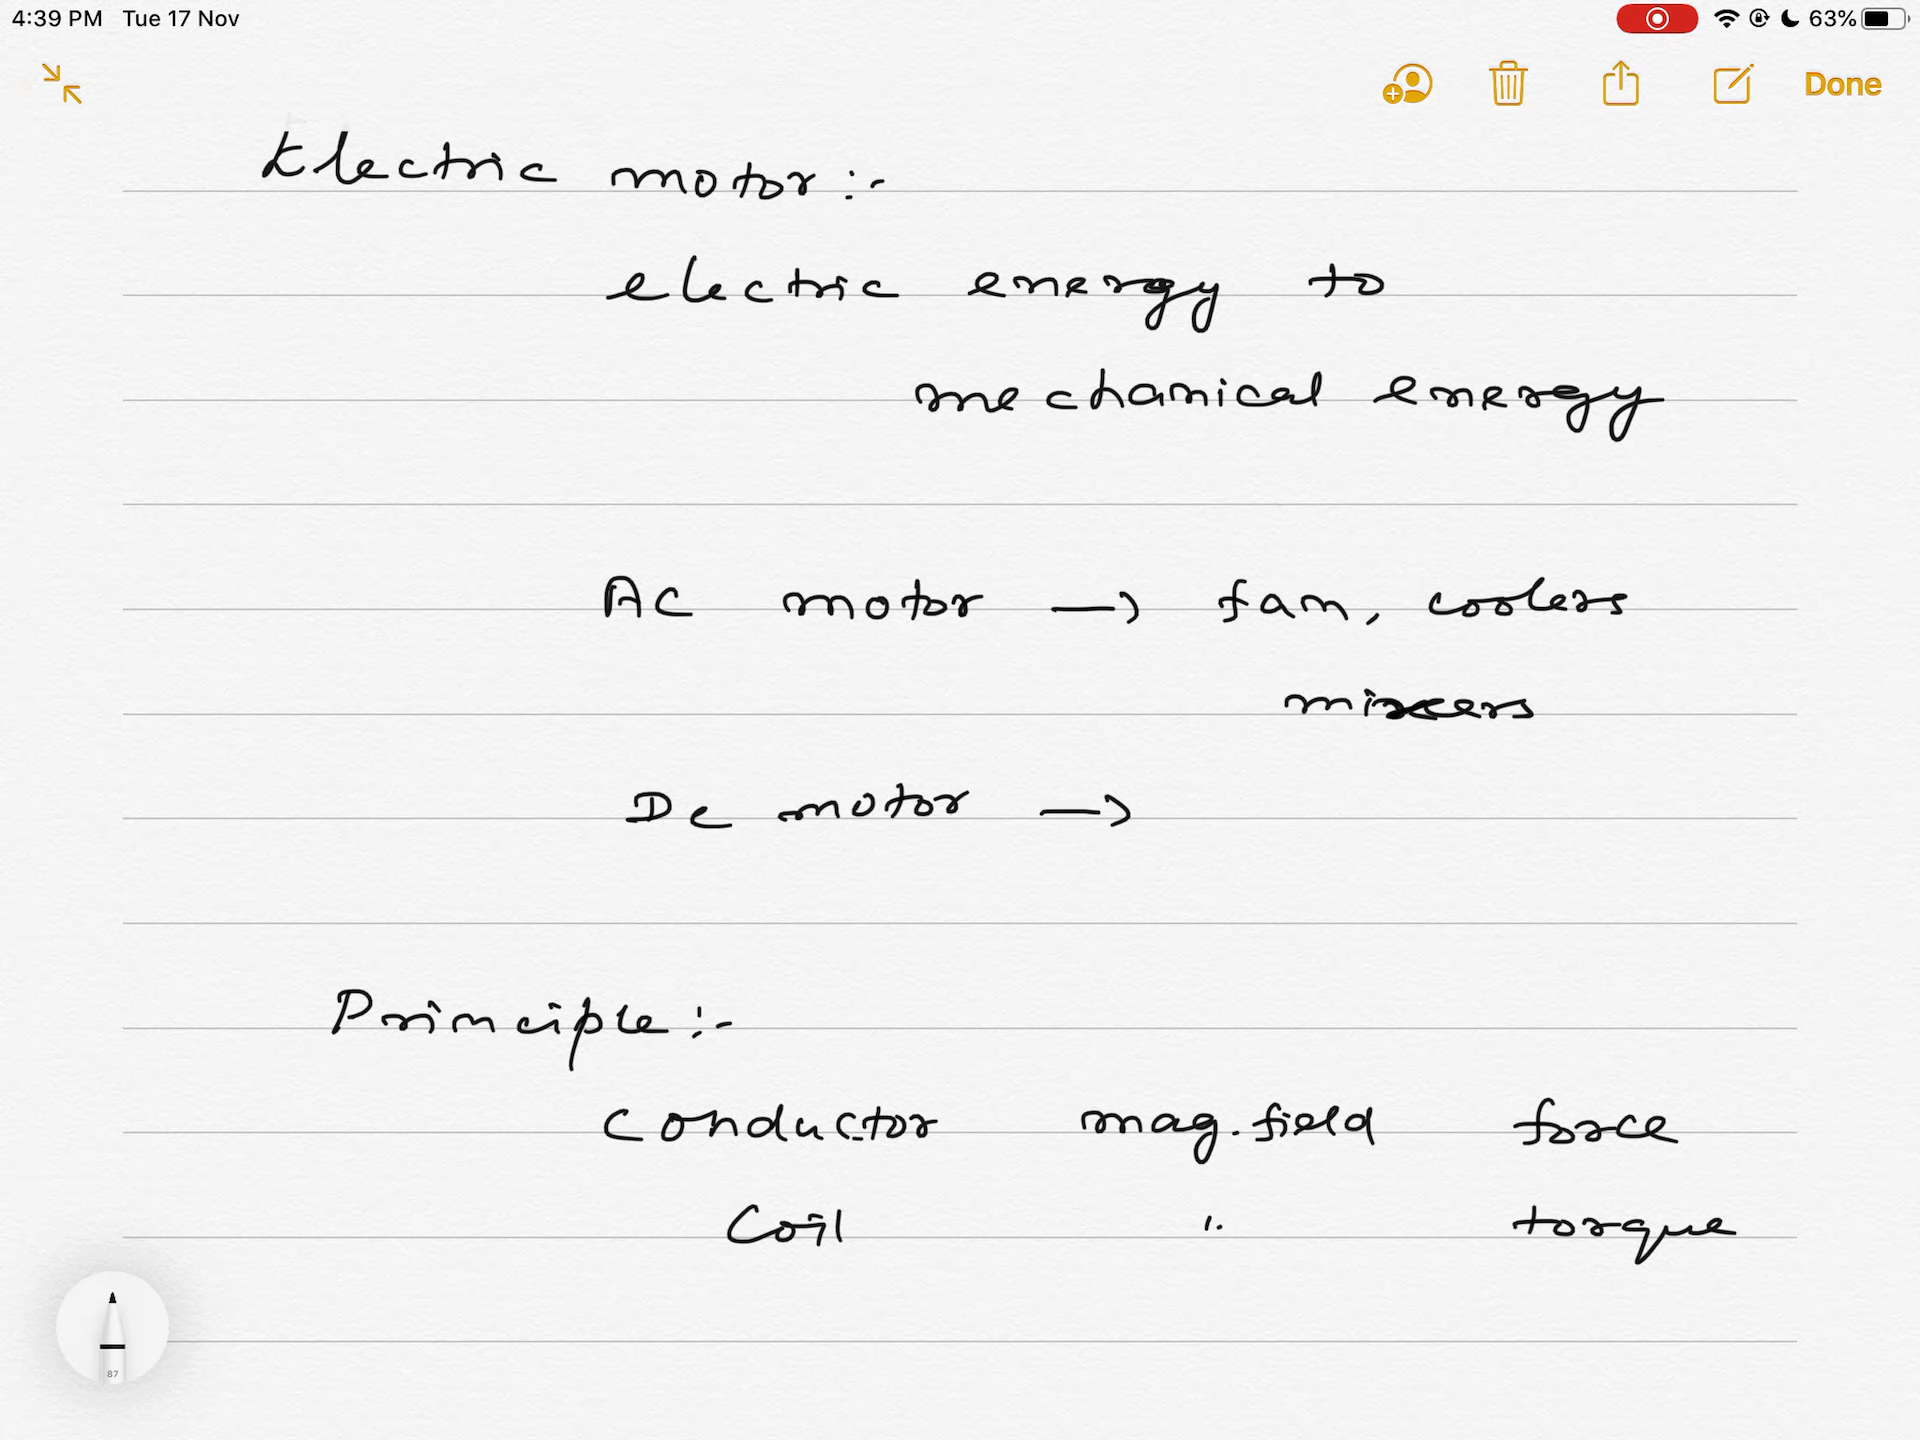 4:39 PM Tue 17 Nov 63%
Done
Electric motor :-
electric energy to
mechanical energy
AC motor → fan, coolers
mixers
DC motor →
Principle :-
conductor mag. field force
Coil " torque
87